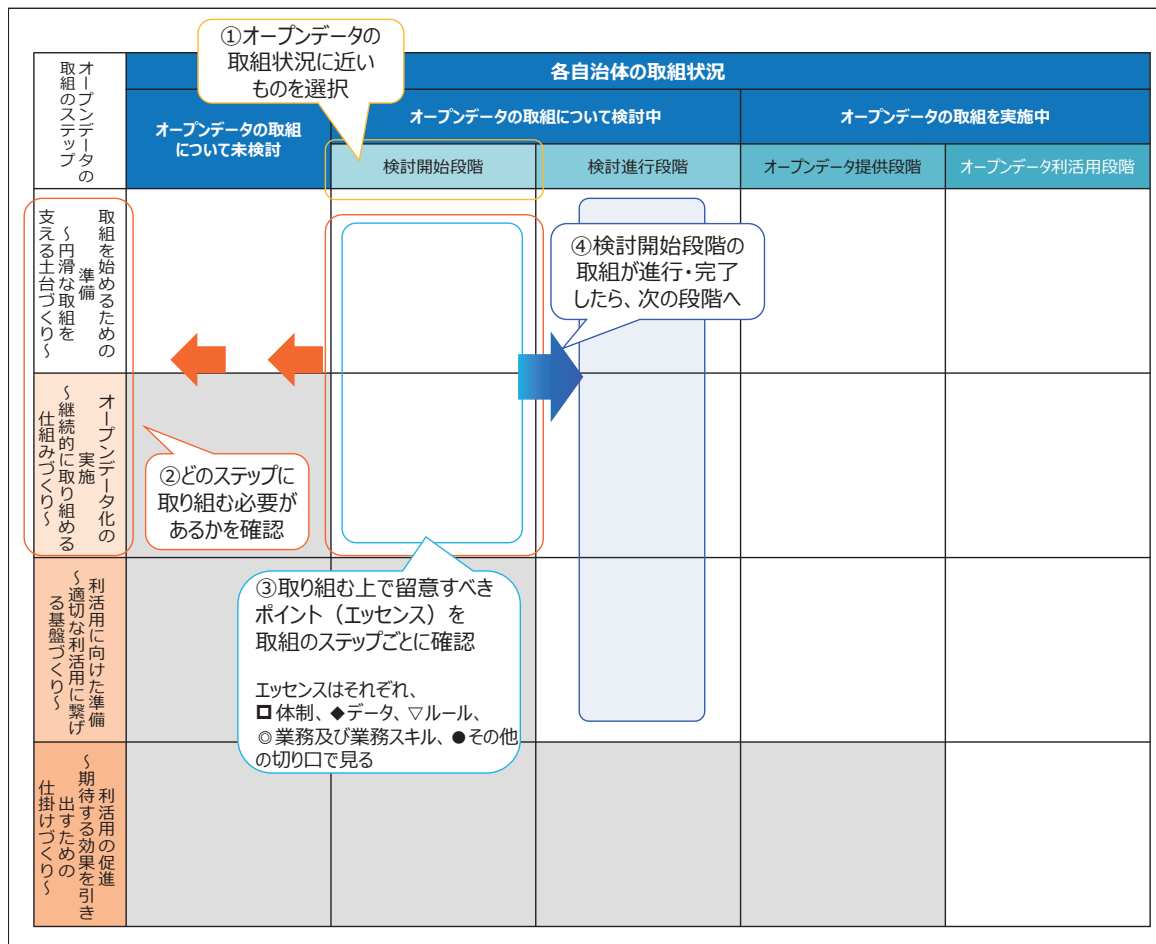 ①オープンデータの
取組状況に近い
ものを選択
オープンデータの
取組のステップ
各自治体の取組状況
オープンデータの取組
について未検討
オープンデータの取組について検討中
オープンデータの取組を実施中
検討開始段階
検討進行段階
オープンデータ提供段階
オープンデータ利活用段階
取組を始めるための
準備
～円滑な取組を
支える土台づくり～
④検討開始段階の
取組が進行・完了
したら、次の段階へ
オープンデータ化の
実施
～継続的に取り組める
仕組みづくり～
②どのステップに
取り組む必要が
あるかを確認
利活用に向けた準備
～適切な利活用に繋げ
る基盤づくり～
③取り組む上で留意すべき
ポイント（エッセンス）を
取組のステップごとに確認
エッセンスはそれぞれ、
□体制、◆データ、▽ルール、
◎業務及び業務スキル、●その他
の切り口で見る
利活用の促進
～期待する効果を引き
出すための
仕掛けづくり～